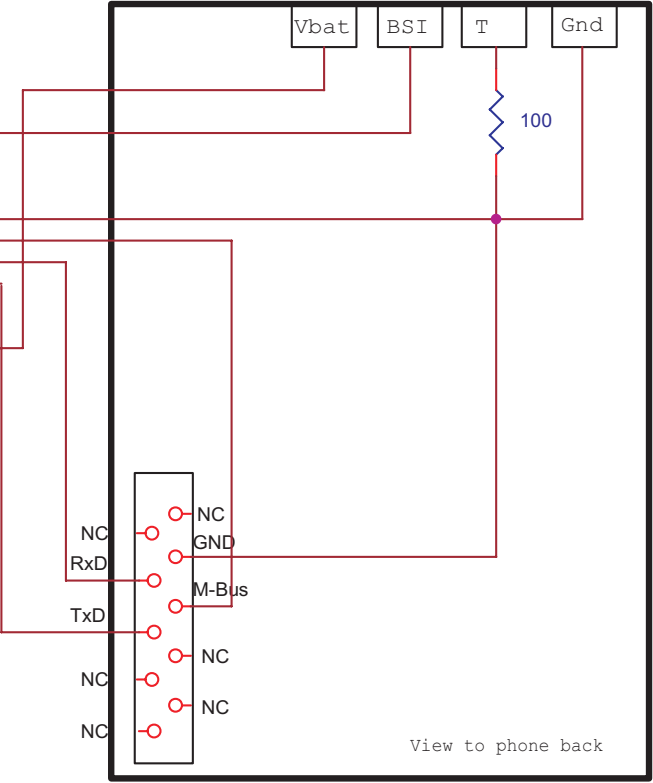 Vbat BSI T Gnd
100
NC
NC
GND
RxD
M-Bus
TxD
NC
NC
NC
NC
View to phone back